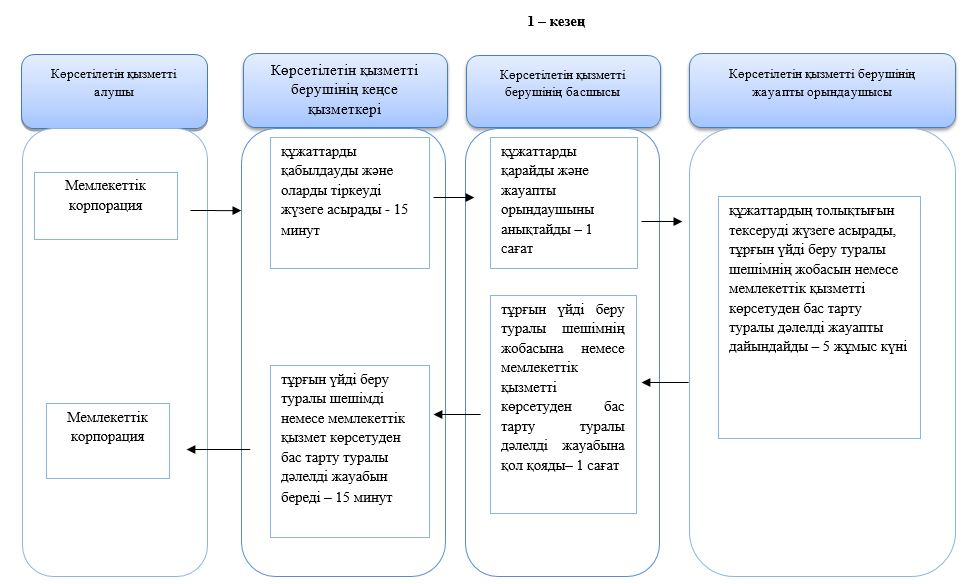 1 – кезең
Көрсетілетін қызметті
алушы
Көрсетілетін қызметті
берушінің кеңсе
қызметкері
Көрсетілетін қызметті
берушінің басшысы
Көрсетілетін қызметті берушінің
жауапты орындаушысы
Мемлекеттік
корпорация
құжаттарды
қабылдауды және
оларды тіркеуді
жүзеге асырады - 15
минут
құжаттарды
қарайды және
жауапты
орындаушыны
анықтайды – 1
сағат
құжаттардың толықтығын
тексеруді жүзеге асырады,
тұрғын үйді беру туралы
шешімнің жобасын немесе
мемлекеттік қызметті
көрсетуден бас тарту
туралы дәлелді жауапты
дайындайды – 5 жұмыс күні
тұрғын үйді беру
туралы шешімнің
жобасына немесе
мемлекеттік
қызметті
көрсетуден бас
тарту туралы
дәлелді жауабына
қол қояды– 1 сағат
тұрғын үйді беру
туралы шешімді
немесе мемлекеттік
қызмет көрсетуден
бас тарту туралы
дәлелді жауабын
береді – 15 минут
Мемлекеттік
корпорация